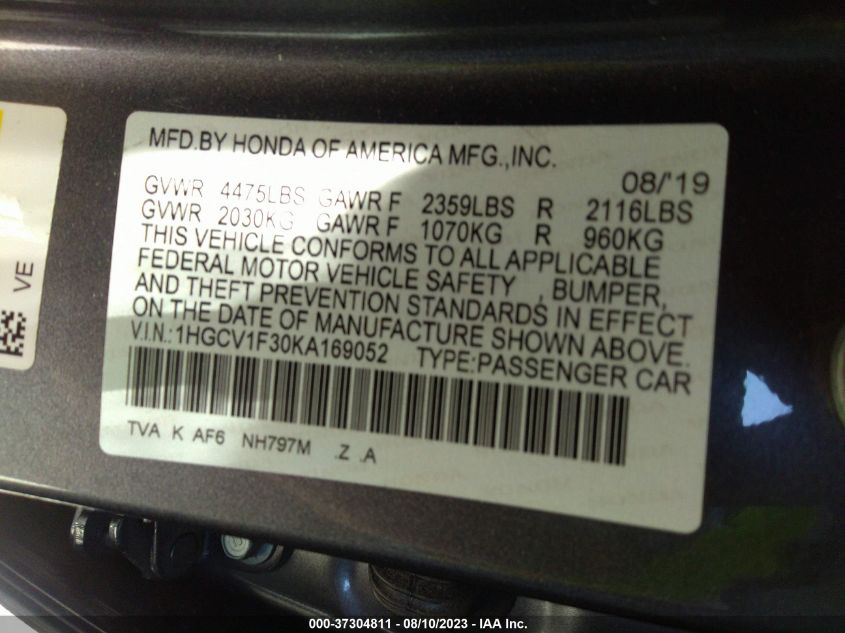 MFD.BY HONDA OF AMERICA MFG.,INC.
08/'19
GVWR 4475LBS GAWR F 2359LBS R 2116LBS
GVWR 2030KG GAWR F 1070KG R 960KG
THIS VEHICLE CONFORMS TO ALL APPLICABLE
FEDERAL MOTOR VEHICLE SAFETY , BUMPER,
AND THEFT PREVENTION STANDARDS IN EFFECT
ON THE DATE OF MANUFACTURE SHOWN ABOVE.
V.I.N.:1HGCV1F30KA169052 TYPE:PASSENGER CAR
TVA K AF6 NH797M .Z .A
VE
000-37304811 - 08/10/2023 - IAA Inc.